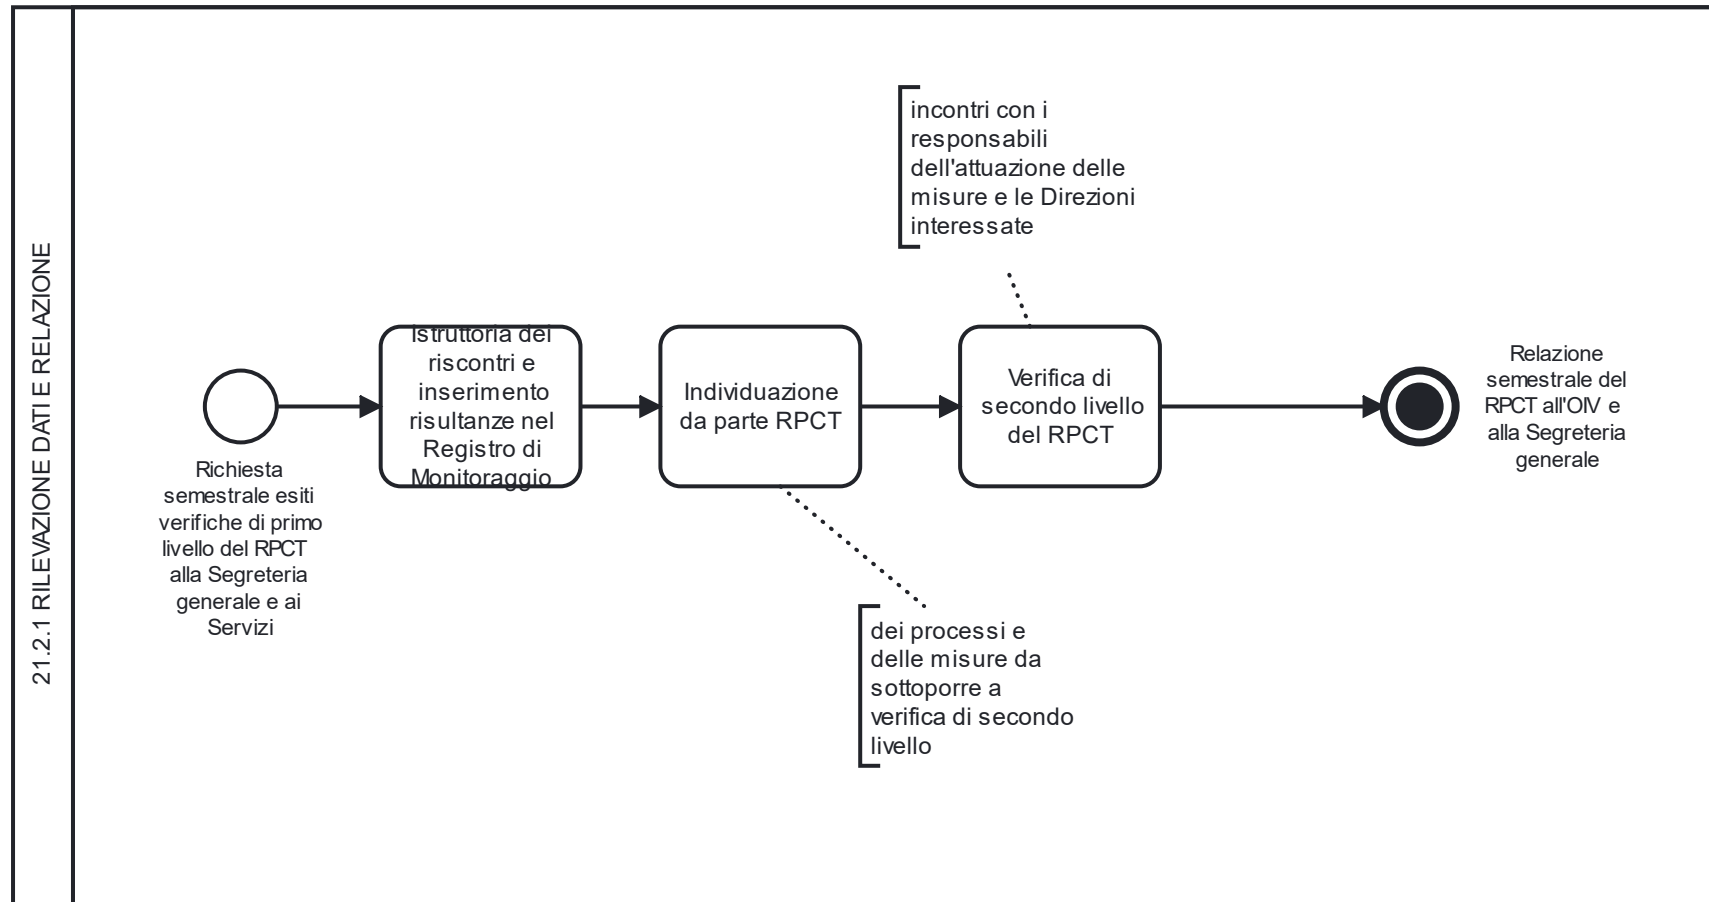 21.2.1 RILEVAZIONE DATI E RELAZIONE
Richiesta
semestrale esiti
verifiche di primo
livello del RPCT
alla Segreteria
generale e ai
Servizi
Istruttoria dei
riscontri e
inserimento
risultanze nel
Registro di
Monitoraggio
Individuazione
da parte RPCT
dei processi e
delle misure da
sottoporre a
verifica di secondo
livello
Verifica di
secondo livello
del RPCT
incontri con i
responsabili
dell'attuazione delle
misure e le Direzioni
interessate
Relazione
semestrale del
RPCT all'OIV e
alla Segreteria
generale